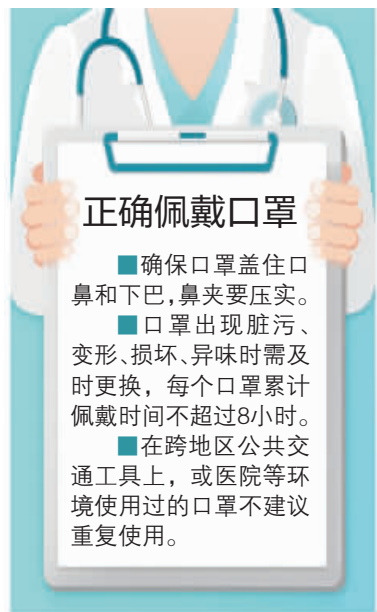 正确佩戴口罩
■确保口罩盖住口
鼻和下巴,鼻夹要压实。
■口罩出现脏污、
变形、损坏、异味时需及
时更换，每个口罩累计
佩戴时间不超过8小时。
■在跨地区公共交
通工具上，或医院等环
境使用过的口罩不建议
重复使用。